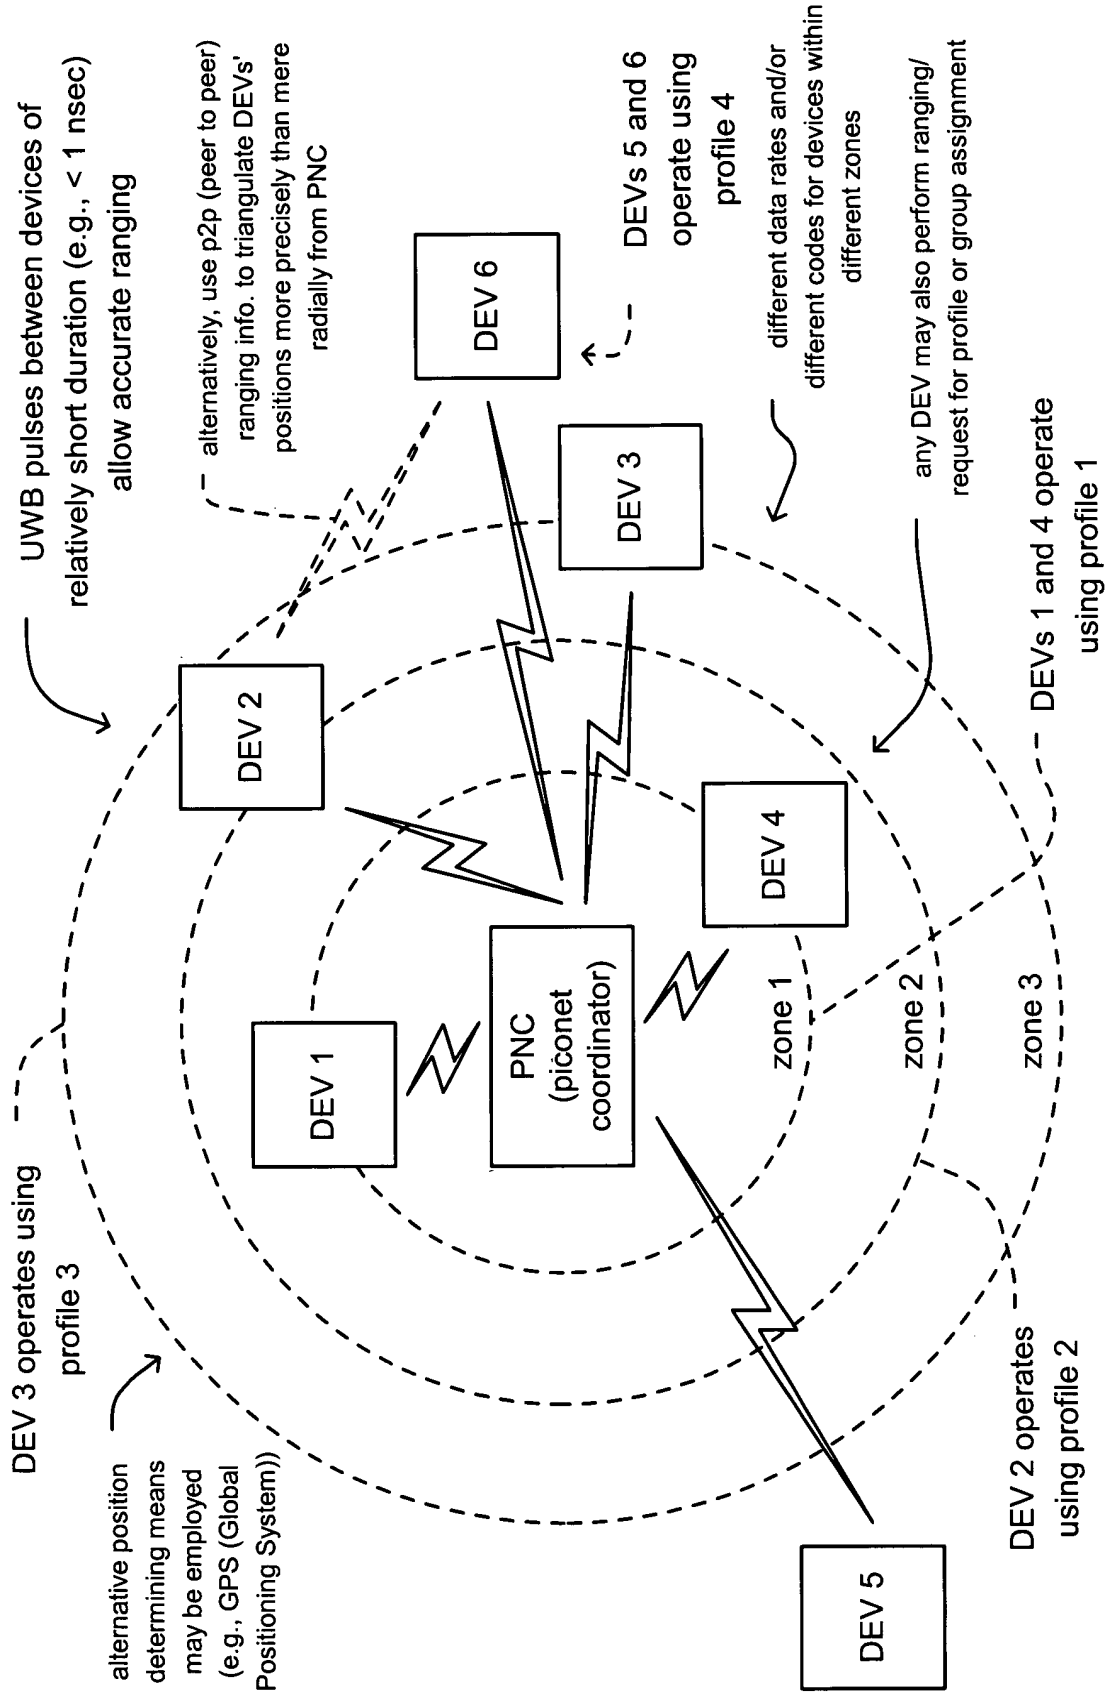 DEV 3 operates using
profile 3
UWB pulses between devices of
relatively short duration (e.g., < 1 nsec)
allow accurate ranging
alternative position
determining means
may be employed
(e.g., GPS (Global
Positioning System))
alternatively, use p2p (peer to peer)
ranging info. to triangulate DEVs'
positions more precisely than mere
radially from PNC
DEV 1
DEV 2
DEV 6
PNC
(piconet
coordinator)
DEV 3
DEVs 5 and 6
operate using
profile 4
DEV 4
different data rates and/or
different codes for devices within
different zones
zone 1
zone 2
zone 3
DEV 5
any DEV may also perform ranging/
request for profile or group assignment
DEV 2 operates
using profile 2
DEVs 1 and 4 operate
using profile 1